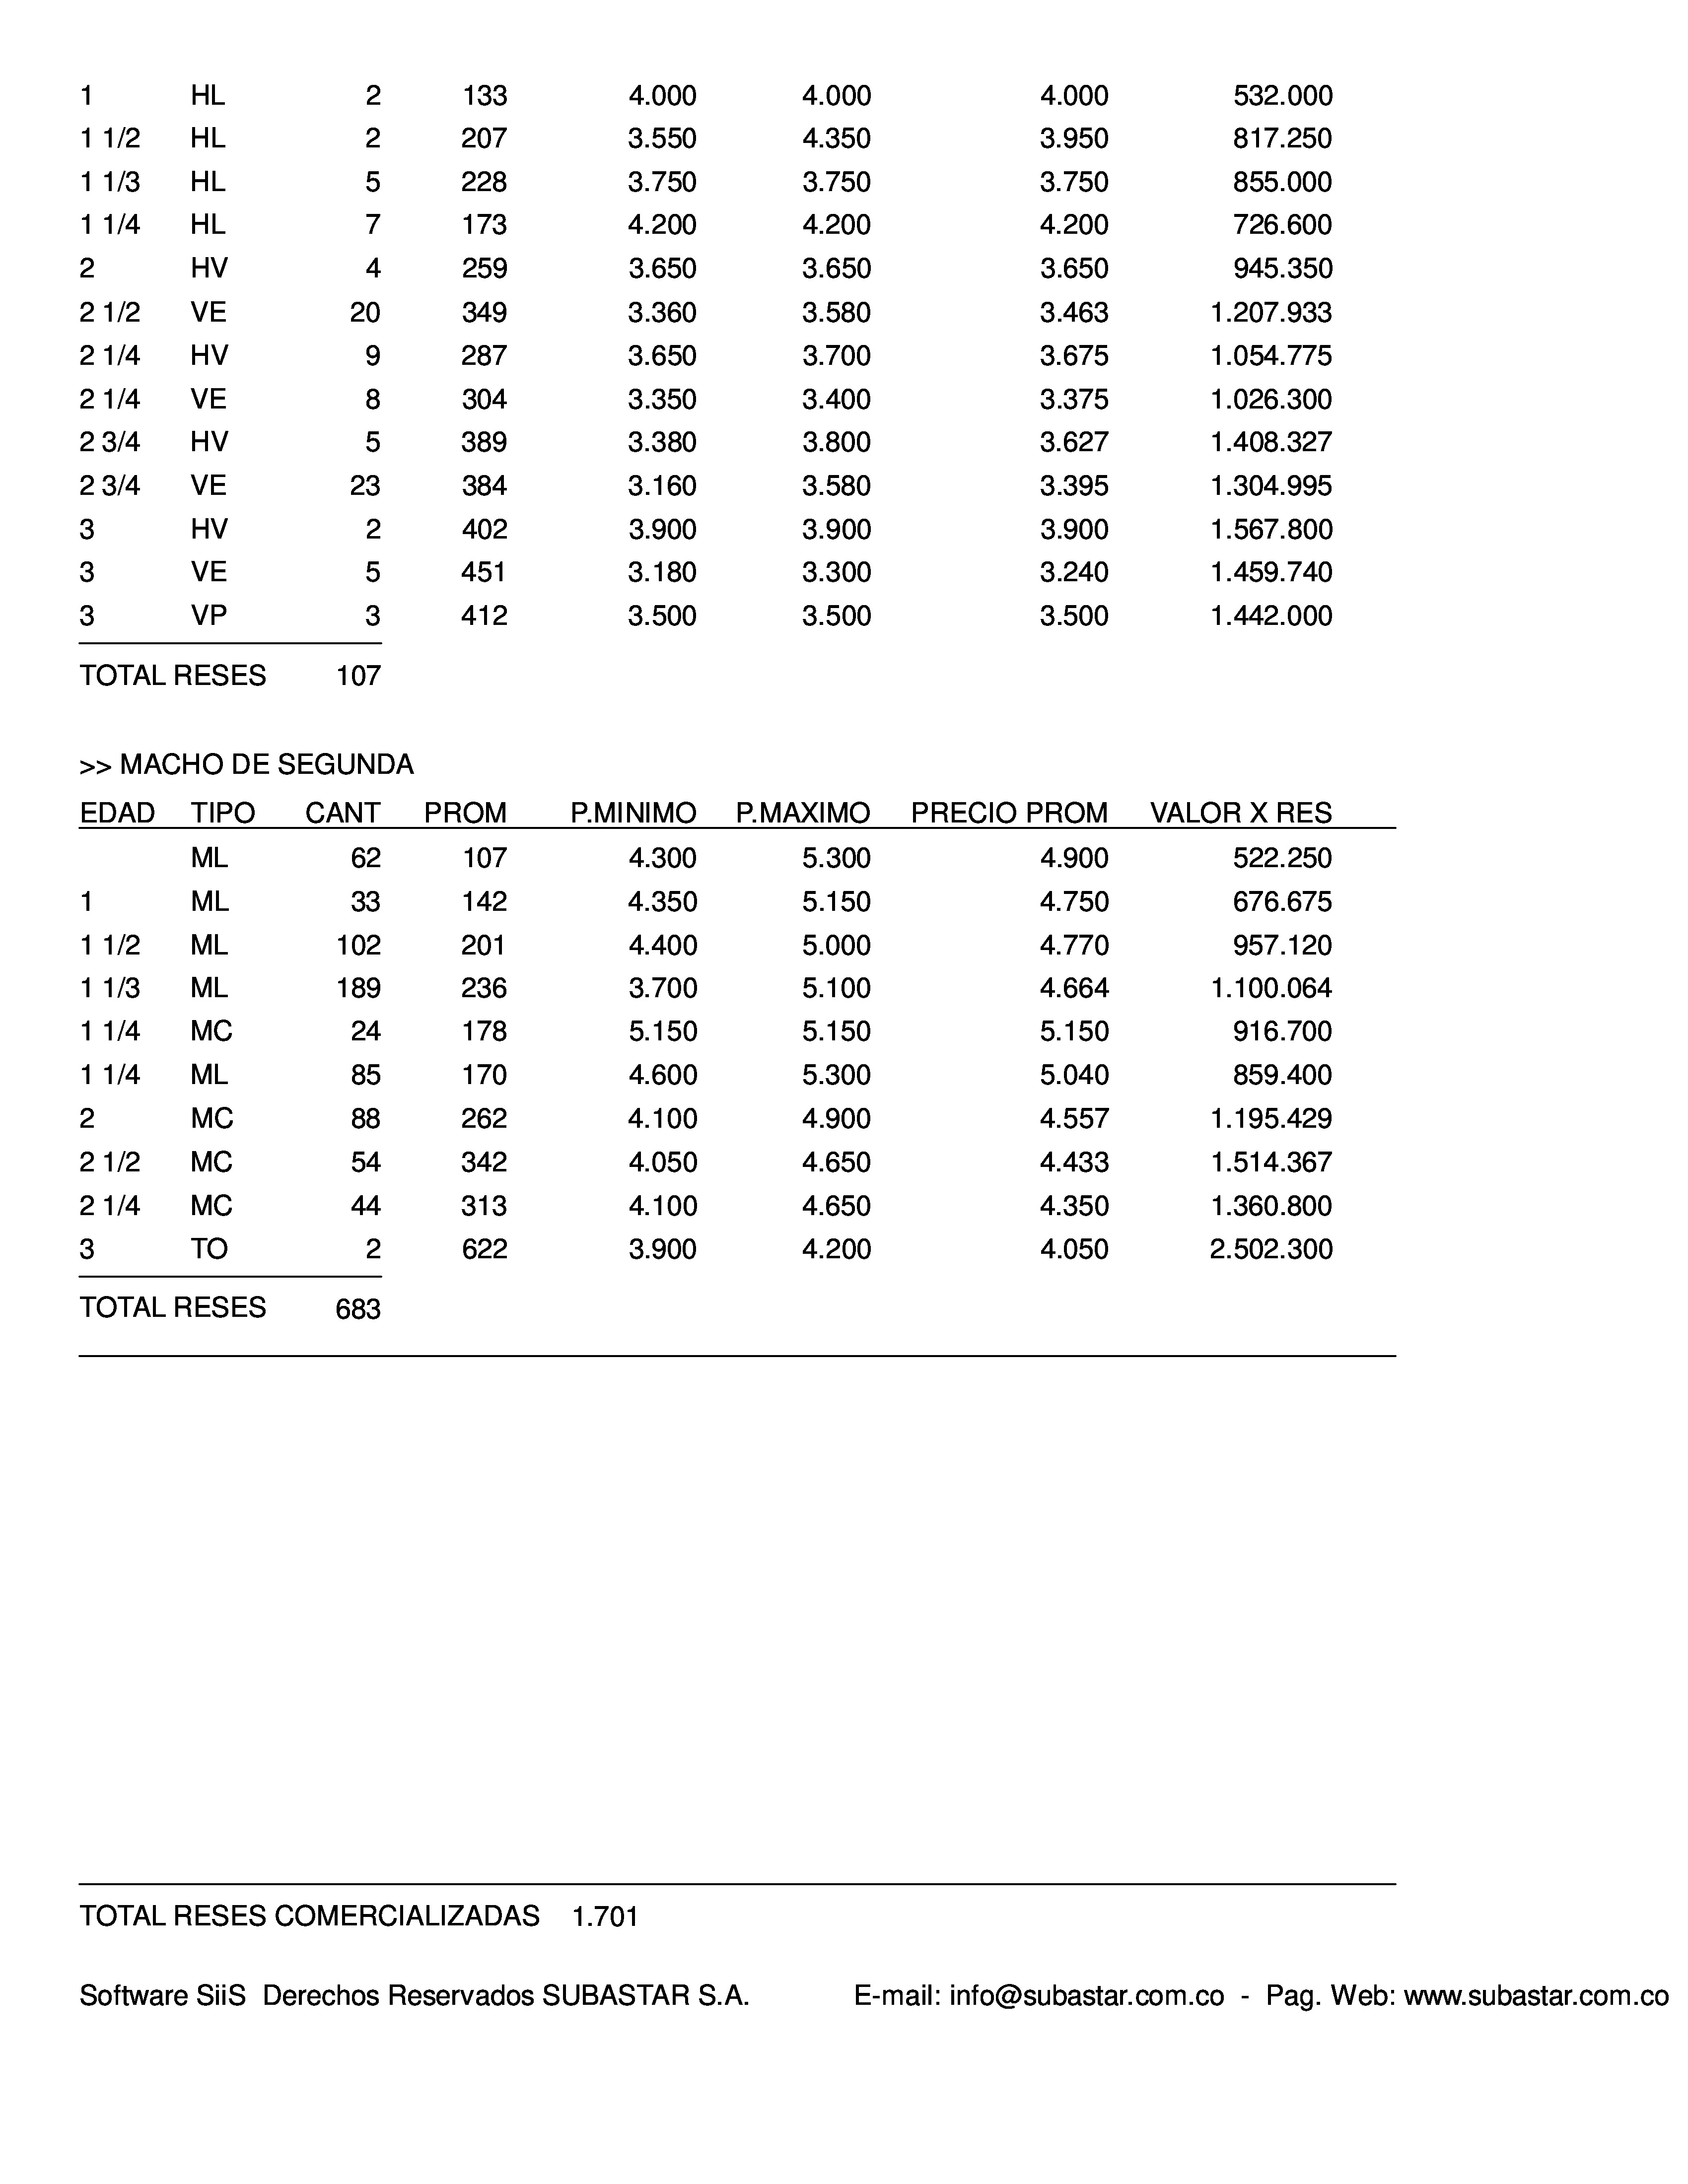 1 HL 2 133 4.000 4.000 4.000 532.000
1 1/2 HL 2 207 3.550 4.350 3.950 817.250
1 1/3 HL 5 228 3.750 3.750 3.750 855.000
1 1/4 HL 7 173 4.200 4.200 4.200 726.600
2 HV 4 259 3.650 3.650 3.650 945.350
2 1/2 VE 20 349 3.360 3.580 3.463 1.207.933
2 1/4 HV 9 287 3.650 3.700 3.675 1.054.775
2 1/4 VE 8 304 3.350 3.400 3.375 1.026.300
2 3/4 HV 5 389 3.380 3.800 3.627 1.408.327
2 3/4 VE 23 384 3.160 3.580 3.395 1.304.995
3 HV 2 402 3.900 3.900 3.900 1.567.800
3 VE 5 451 3.180 3.300 3.240 1.459.740
3 VP 3 412 3.500 3.500 3.500 1.442.000
TOTAL RESES 107
>> MACHO DE SEGUNDA
EDAD TIPO CANT PROM P.MINIMO P.MAXIMO PRECIO PROM VALOR X RES
ML 62 107 4.300 5.300 4.900 522.250
1 ML 33 142 4.350 5.150 4.750 676.675
1 1/2 ML 102 201 4.400 5.000 4.770 957.120
1 1/3 ML 189 236 3.700 5.100 4.664 1.100.064
1 1/4 MC 24 178 5.150 5.150 5.150 916.700
1 1/4 ML 85 170 4.600 5.300 5.040 859.400
2 MC 88 262 4.100 4.900 4.557 1.195.429
2 1/2 MC 54 342 4.050 4.650 4.433 1.514.367
2 1/4 MC 44 313 4.100 4.650 4.350 1.360.800
3 TO 2 622 3.900 4.200 4.050 2.502.300
TOTAL RESES 683
TOTAL RESES COMERCIALIZADAS 1.701
Software SiiS Derechos Reservados SUBASTAR S.A. E-mail: info@subastar.com.co - Pag. Web: www.subastar.com.co